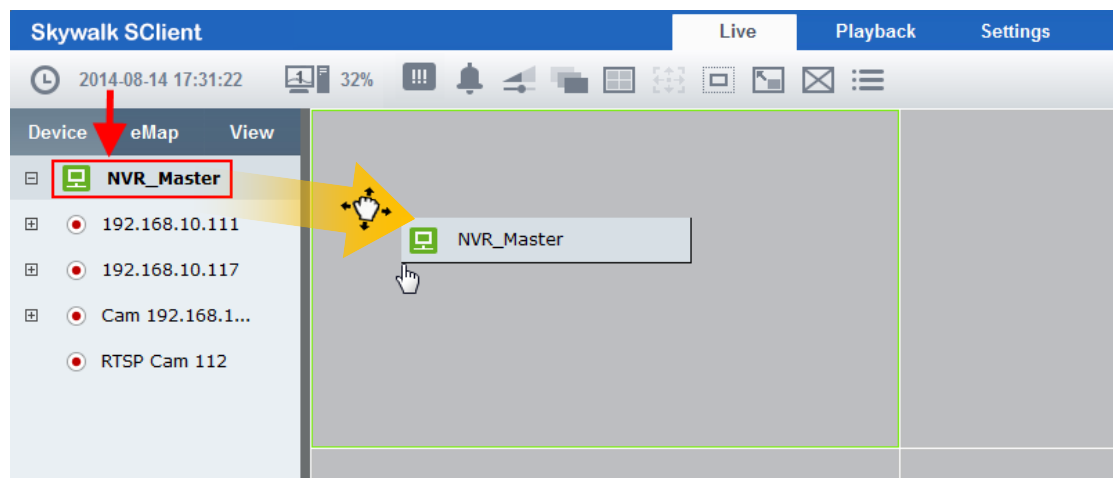 Skywalk SClient Live Playback Settings
2014-08-14 17:31:22 1 32% !!!
Device eMap View
NVR_Master
192.168.10.111
NVR_Master
192.168.10.117
Cam 192.168.1...
RTSP Cam 112